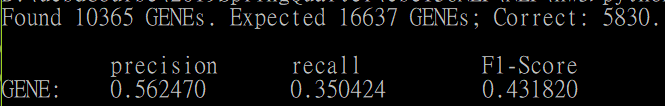 Found 10365 GENEs. Expected 16637 GENEs; Correct: 5830.
precision recall F1-Score
GENE: 0.562470 0.350424 0.431820